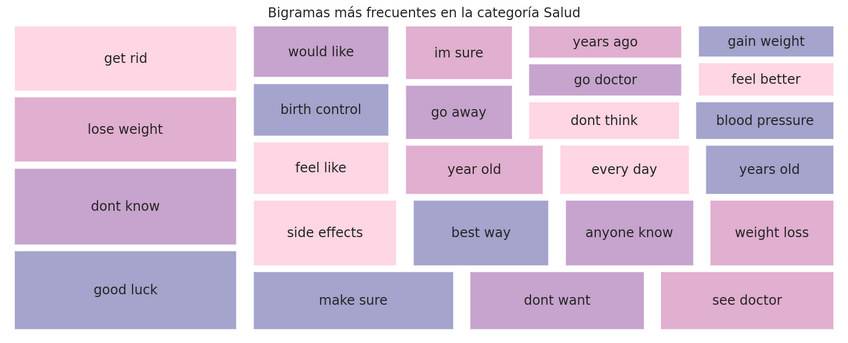 Bigramas más frecuentes en la categoría Salud
get rid
lose weight
dont know
good luck
would like
birth control
feel like
im sure
go away
years ago
go doctor
dont think
gain weight
feel better
blood pressure
year old
every day
years old
side effects
best way
anyone know
weight loss
make sure
dont want
see doctor